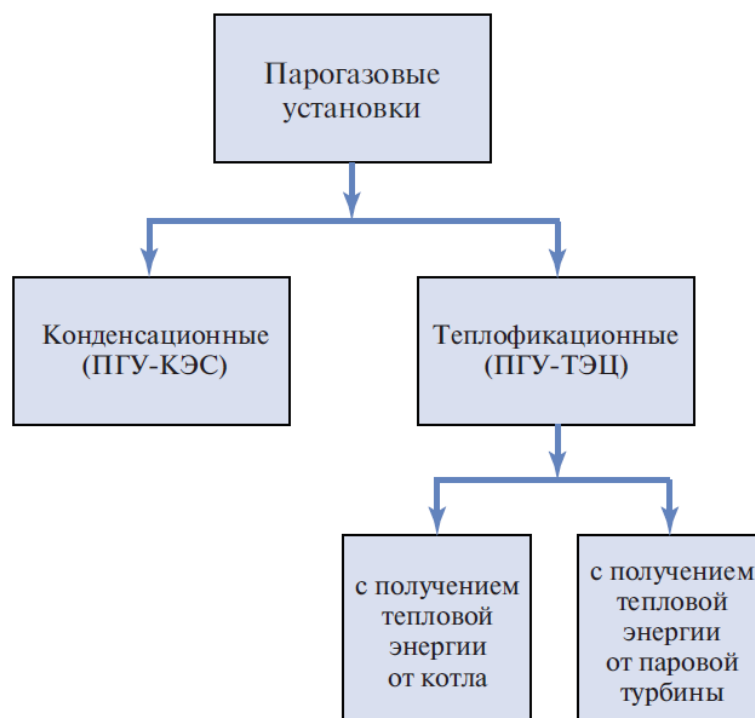 Парогазовые
установки
Конденсационные
(ПГУ-КЭС)
Теплофикационные
(ПГУ-ТЭЦ)
с получением
тепловой
энергии
от котла
с получением
тепловой
энергии
от паровой
турбины